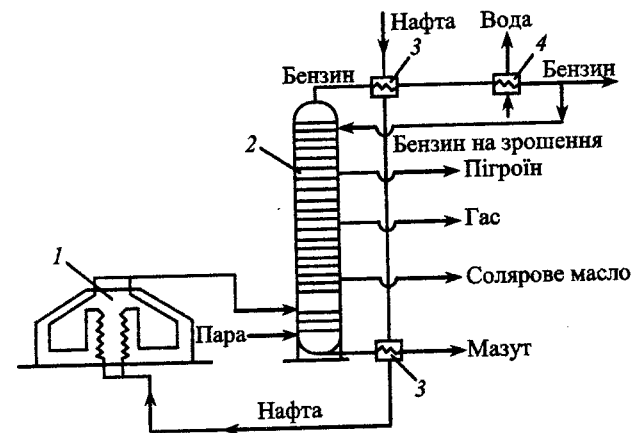 Нафта
3
Вода
4
Бензин
Бензин
2
Бензин на зрошення
Пігроїн
Гас
1
Солярове масло
Пара
Мазут
3
Нафта